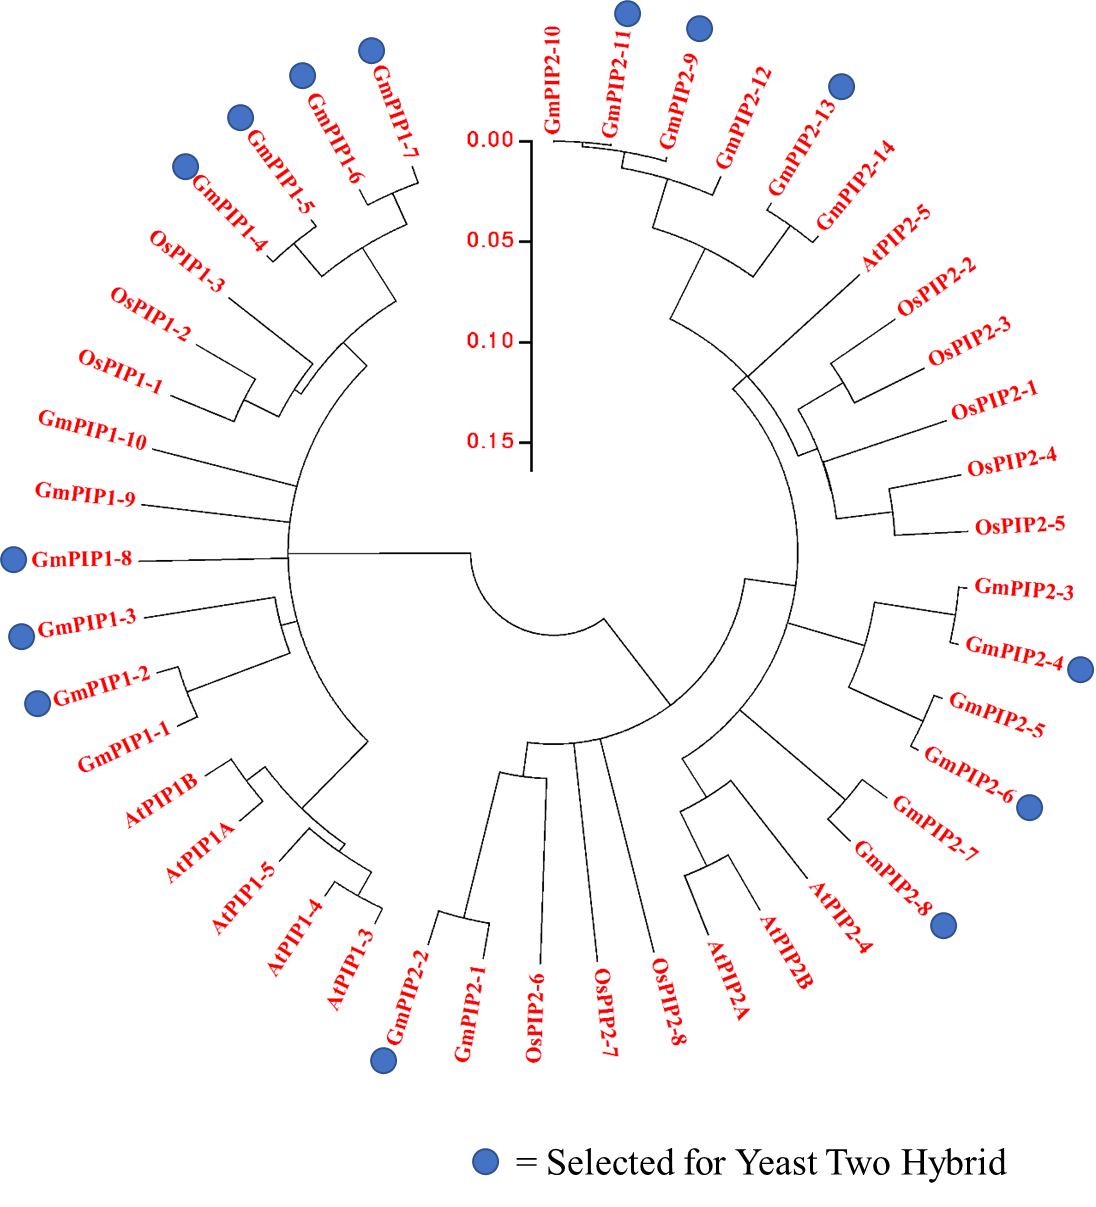 GmPIP2-10
GmPIP2-11
GmPIP2-9
GmPIP2-12
GmPIP2-13
GmPIP2-14
AtPIP2-5
OsPIP2-2
OsPIP2-3
OsPIP2-1
OsPIP2-4
OsPIP2-5
GmPIP2-3
GmPIP2-4
GmPIP2-5
GmPIP2-6
GmPIP2-7
GmPIP2-8
AtPIP2-4
AtPIP2B
AtPIP2A
OsPIP2-8
OsPIP2-7
OsPIP2-6
GmPIP2-1
GmPIP2-2
AtPIP1-3
AtPIP1-4
AtPIP1-5
AtPIP1A
AtPIP1B
GmPIP1-1
GmPIP1-2
GmPIP1-3
GmPIP1-8
GmPIP1-9
GmPIP1-10
OsPIP1-1
OsPIP1-2
OsPIP1-3
GmPIP1-4
GmPIP1-5
GmPIP1-6
GmPIP1-7
0.00
0.05
0.10
0.15
= Selected for Yeast Two Hybrid